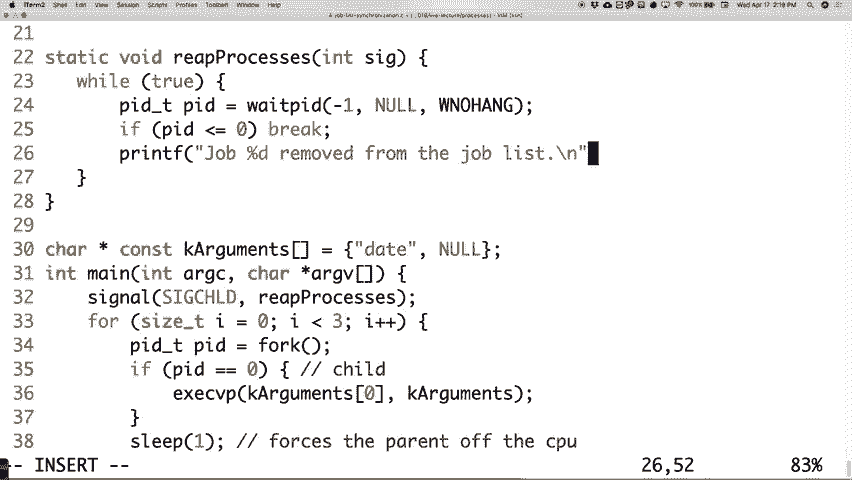 iTerm2 Shell Edit View Session Scripts Profiles Toolbelt Window Help 100% Wed Apr 17 2:18 PM
21
22 static void reapProcesses(int sig) {
23 while (true) {
24 pid_t pid = waitpid(-1, NULL, WNOHANG);
25 if (pid <= 0) break;
26 printf("Job %d removed from the job list.\n"
27 }
28 }
29
30 char * const kArguments[] = {"date", NULL};
31 int main(int argc, char *argv[]) {
32 signal(SIGCHLD, reapProcesses);
33 for (size_t i = 0; i < 3; i++) {
34 pid_t pid = fork();
35 if (pid == 0) { // child
36 execvp(kArguments[0], kArguments);
37 }
38 sleep(1); // forces the parent off the cpu
-- INSERT -- 26,52 83%